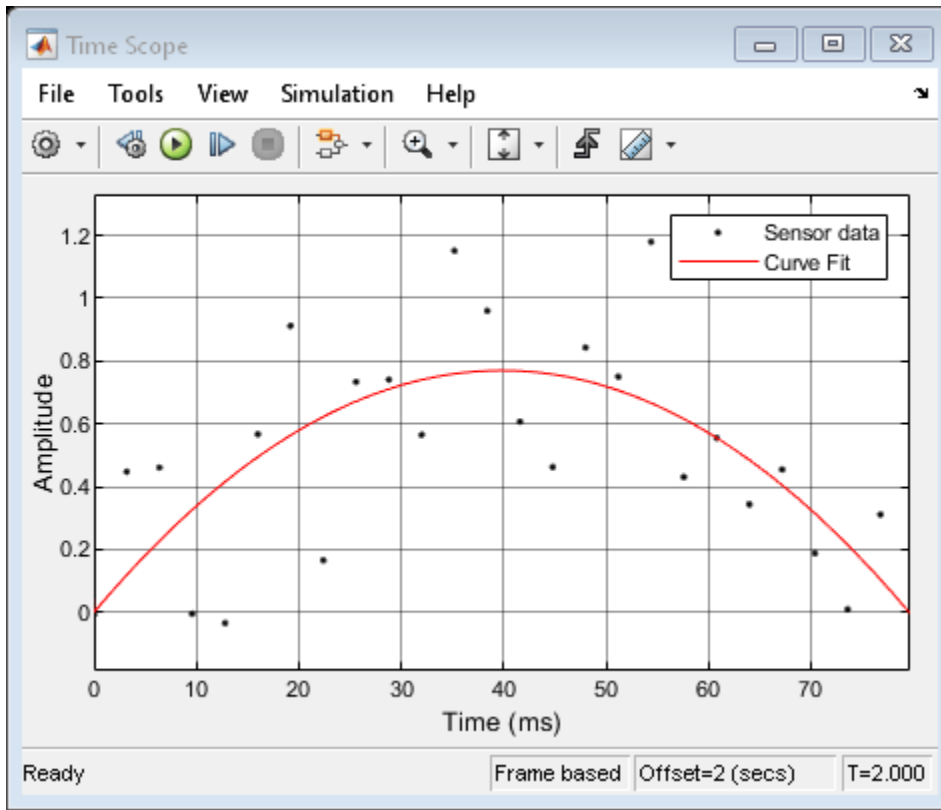 Time Scope
File Tools View Simulation Help
Sensor data
Curve Fit
1.2
1
0.8
0.6
0.4
0.2
0
Amplitude
0 10 20 30 40 50 60 70
Time (ms)
Ready Frame based Offset=2 (secs) T=2.000